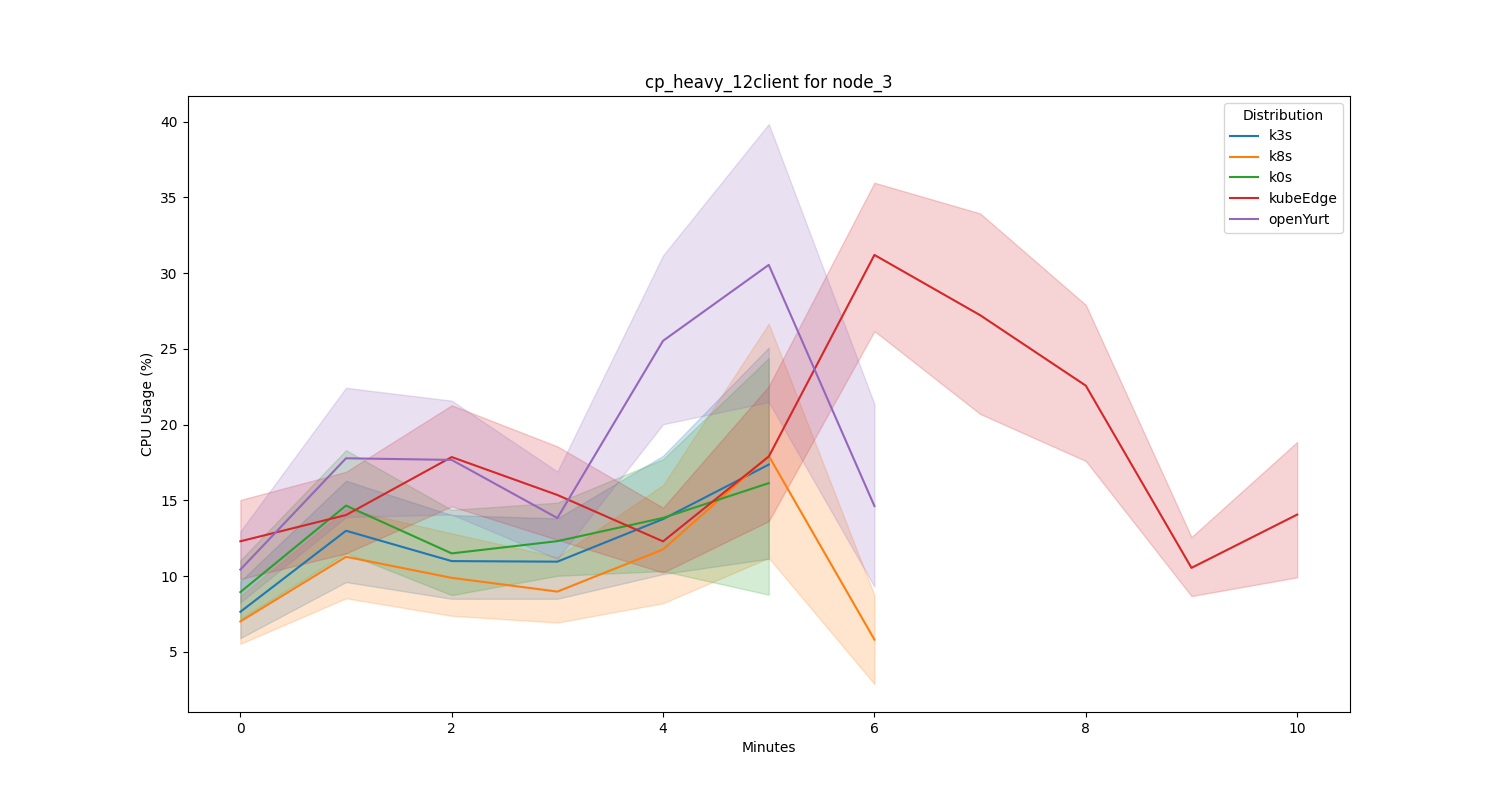 cp_heavy_12client for node_3
Distribution
k3s
k8s
k0s
kubeEdge
openYurt
CPU Usage (%)
40
35
30
25
20
15
10
5
0 2 4 6 8 10
Minutes